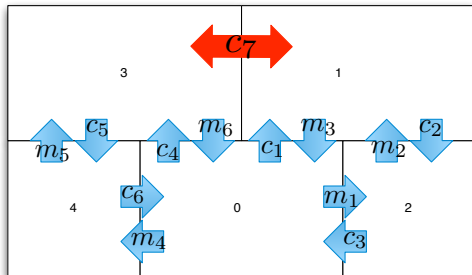 c₇
3 1
c₅ m₆ m₃ c₂
m₅ c₄ c₁ m₂
c₆ m₁
4 0 2
m₄ c₃